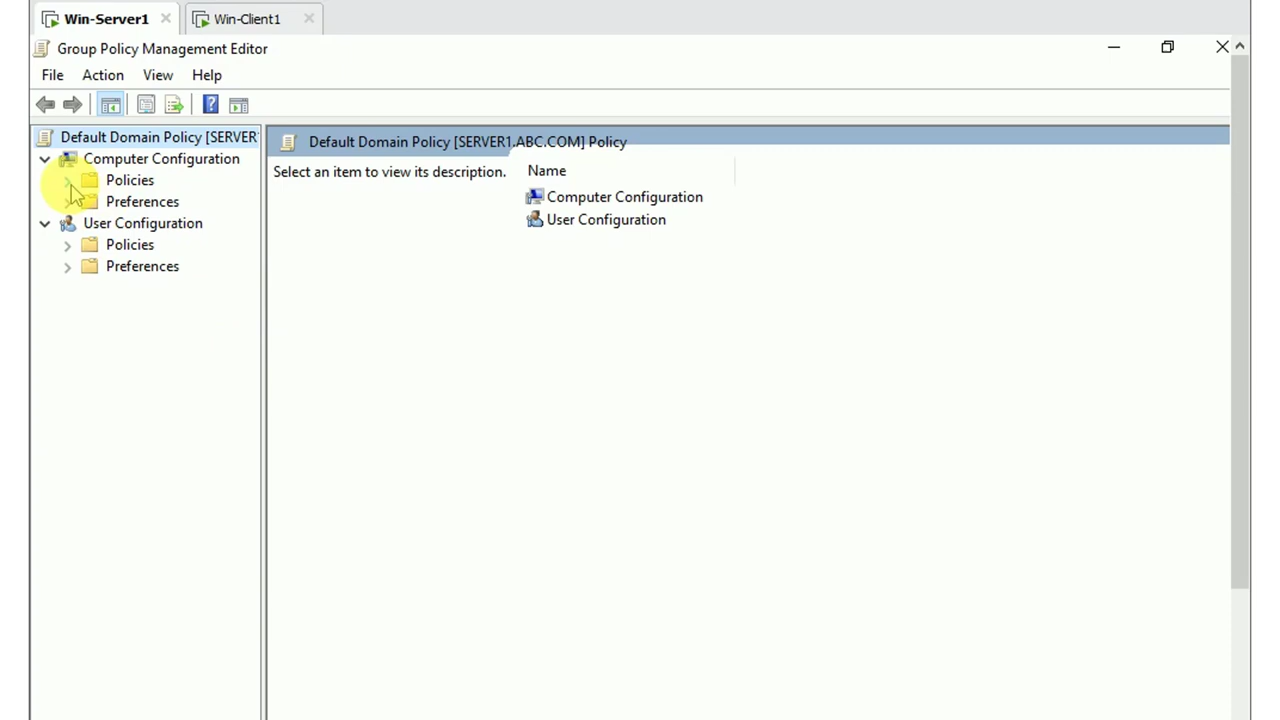 Win-Server1
Win-Client1
Group Policy Management Editor
File Action View Help
Default Domain Policy [SERVER
Computer Configuration
Policies
Preferences
User Configuration
Policies
Preferences
Default Domain Policy [SERVER1.ABC.COM] Policy
Select an item to view its description.
Name
Computer Configuration
User Configuration